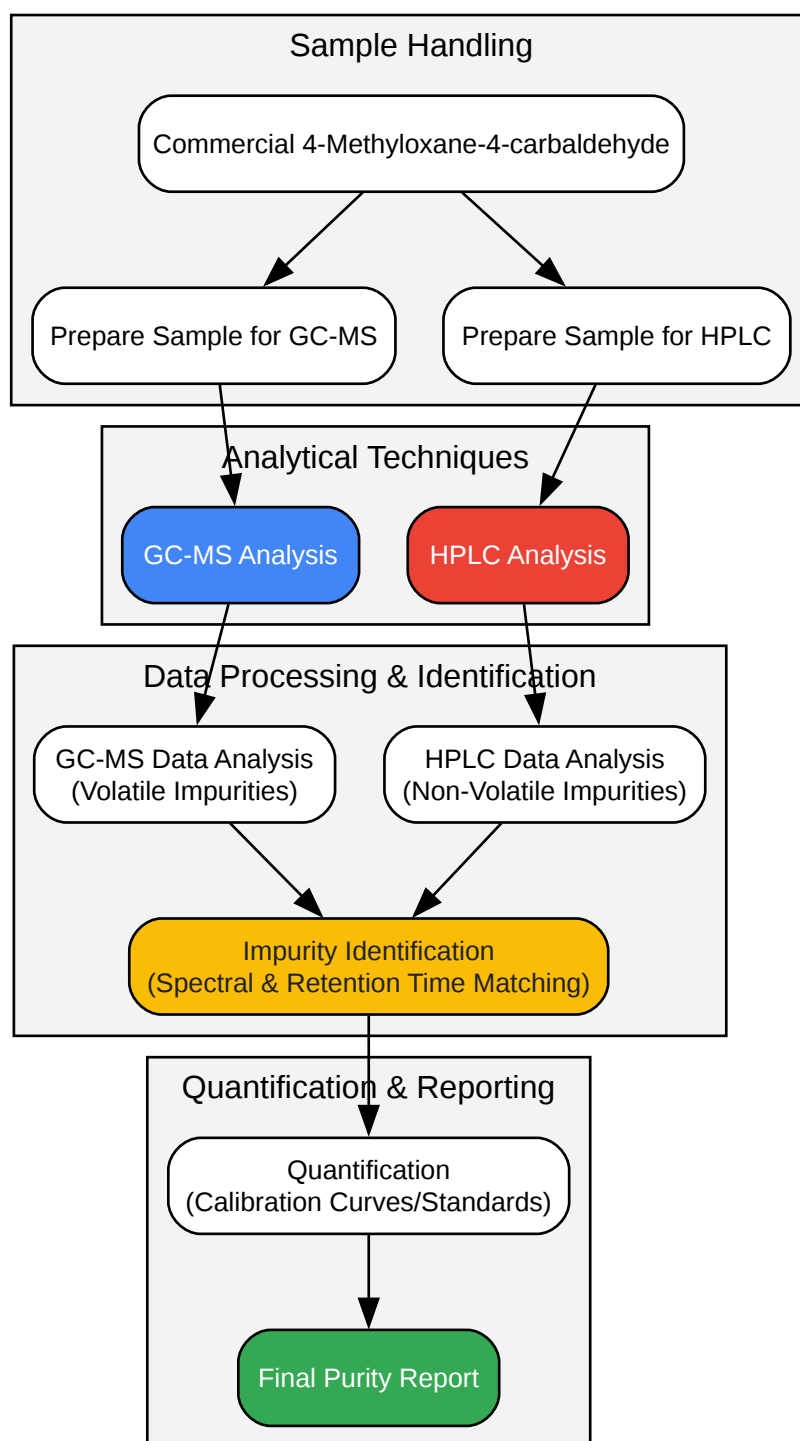 Sample Handling
Commercial 4-Methyloxane-4-carbaldehyde
Prepare Sample for GC-MS
Prepare Sample for HPLC
Analytical Techniques
GC-MS Analysis
HPLC Analysis
Data Processing & Identification
GC-MS Data Analysis
(Volatile Impurities)
HPLC Data Analysis
(Non-Volatile Impurities)
Impurity Identification
(Spectral & Retention Time Matching)
Quantification & Reporting
Quantification
(Calibration Curves/Standards)
Final Purity Report